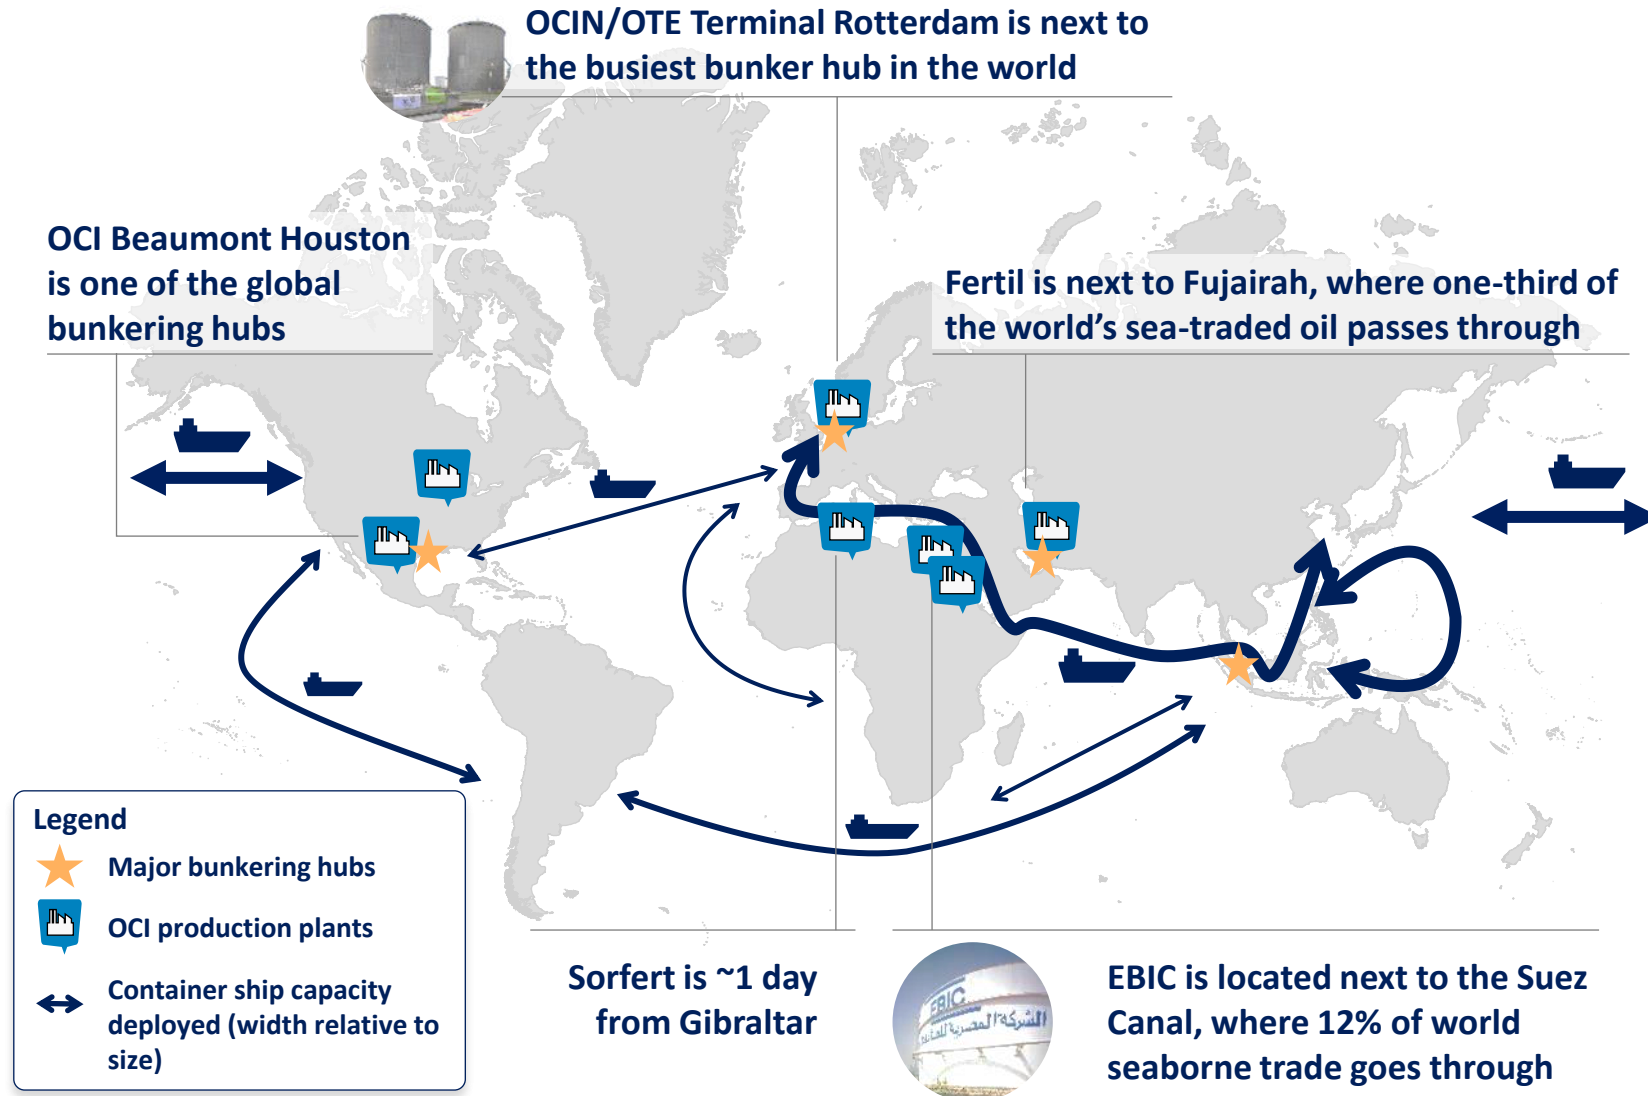 OCIN/OTE Terminal Rotterdam is next to
the busiest bunker hub in the world
OCI Beaumont Houston
is one of the global
bunkering hubs
Fertil is next to Fujairah, where one-third of
the world’s sea-traded oil passes through
Legend
Major bunkering hubs
OCI production plants
Container ship capacity
deployed (width relative to
size)
Sorfert is ~1 day
from Gibraltar
EBIC
الشركة المصرية
EBIC is located next to the Suez
Canal, where 12% of world
seaborne trade goes through